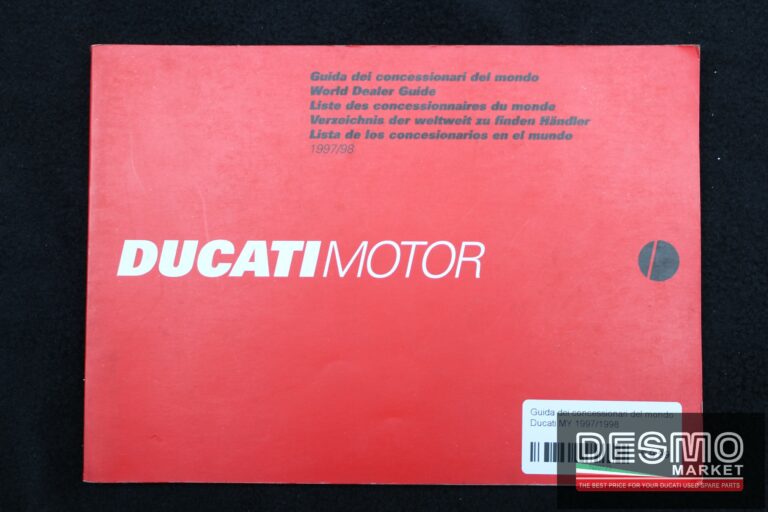 Guida dei concessionari del mondo
World Dealer Guide
Liste des concessionnaires du monde
Verzeichnis der weltweit zu finden Händler
Lista de los concesionarios en el mundo
1997/98
DUCATIMOTOR
Guida dei concessionari del mondo
Ducati MY 1997/1998
DESMO
MARKET
THE BEST PRICE FOR YOUR DUCATI USED SPARE PARTS